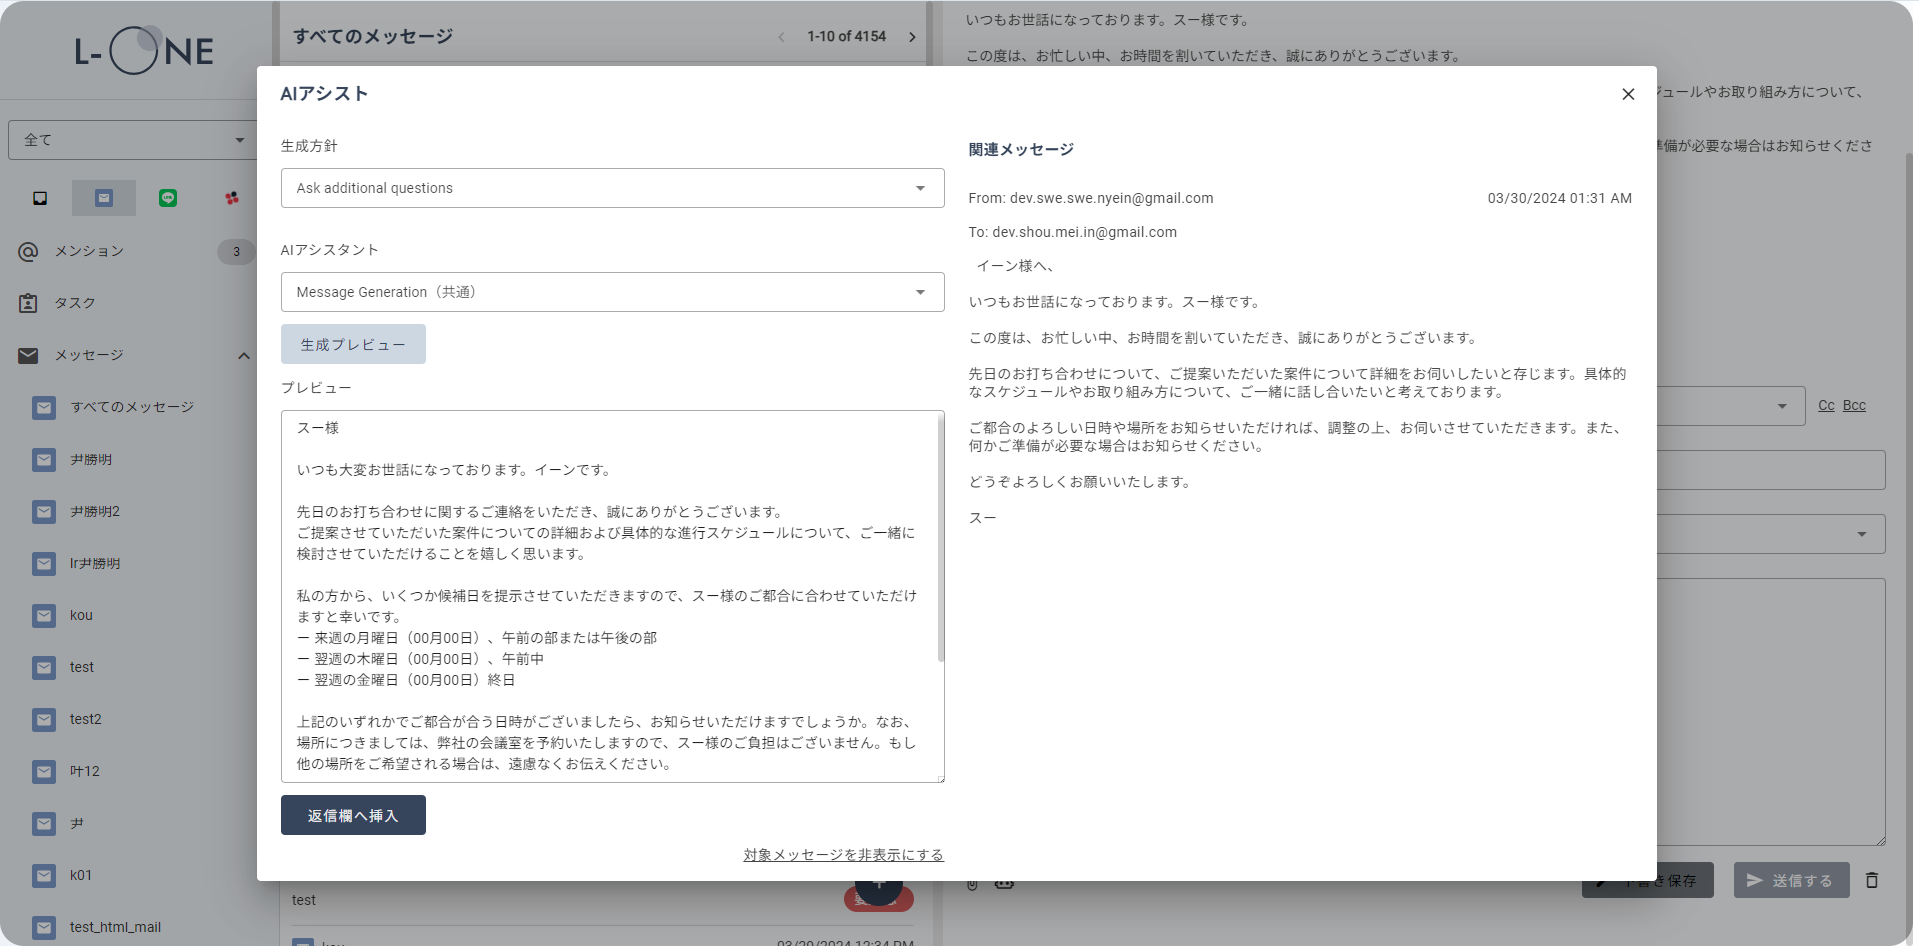 L-ONE
全て
メンション
3
タスク
メッセージ
すべてのメッセージ
尹勝明
尹勝明2
lr尹勝明
kou
test
test2
叶12
尹
k01
test_html_mail
すべてのメッセージ
1-10 of 4154
test
kou
03/29/2024 12:34 PM
いつもお世話になっております。スー様です。
この度は、お忙しい中、お時間を割いていただき、誠にありがとうございます。
ジュールやお取り組み方について、
準備が必要な場合はお知らせくださ
Cc Bcc
下書き保存
送信する
AIアシスト
生成方針
Ask additional questions
AIアシスタント
Message Generation（共通）
生成プレビュー
プレビュー
スー様
いつも大変お世話になっております。イーンです。
先日のお打ち合わせに関するご連絡をいただき、誠にありがとうございます。
ご提案させていただいた案件についての詳細および具体的な進行スケジュールについて、ご一緒に
検討させていただけることを嬉しく思います。
私の方から、いくつか候補日を提示させていただきますので、スー様のご都合に合わせていただけ
ますと幸いです。
ー 来週の月曜日（00月00日）、午前の部または午後の部
ー 翌週の木曜日（00月00日）、午前中
ー 翌週の金曜日（00月00日）終日
上記のいずれかでご都合が合う日時がございましたら、お知らせいただけますでしょうか。なお、
場所につきましては、弊社の会議室を予約いたしますので、スー様のご負担はございません。もし
他の場所をご希望される場合は、遠慮なくお伝えください。
返信欄へ挿入
対象メッセージを非表示にする
関連メッセージ
From: dev.swe.swe.nyein@gmail.com
03/30/2024 01:31 AM
To: dev.shou.mei.in@gmail.com
イーン様へ、
いつもお世話になっております。スー様です。
この度は、お忙しい中、お時間を割いていただき、誠にありがとうございます。
先日のお打ち合わせについて、ご提案いただいた案件について詳細をお伺いしたいと存じます。具体的
なスケジュールやお取り組み方について、ご一緒に話し合いたいと考えております。
ご都合のよろしい日時や場所をお知らせいただければ、調整の上、お伺いさせていただきます。また、
何かご準備が必要な場合はお知らせください。
どうぞよろしくお願いいたします。
スー